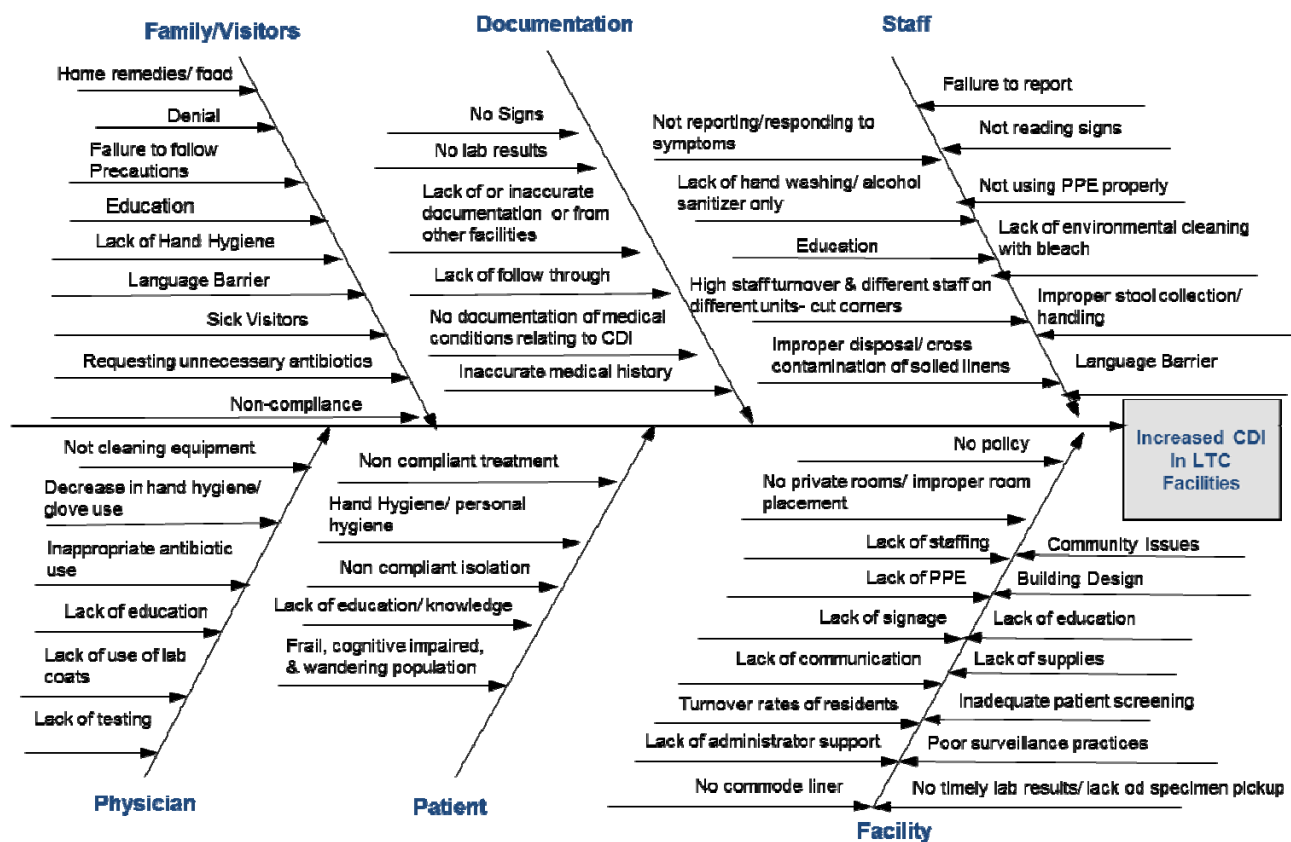 Family/Visitors
Home remedies/ food
Denial
Failure to follow
Precautions
Education
Lack of Hand Hygiene
Language Barrier
Sick Visitors
Requesting unnecessary antibiotics
Non-compliance
Documentation
No Signs
No lab results
Lack of or inaccurate
documentation or from
other facilities
Lack of follow through
No documentation of medical
conditions relating to CDI
Inaccurate medical history
Staff
Not reporting/responding to
symptoms
Lack of hand washing/ alcohol
sanitizer only
Education
High staff turnover & different staff on
different units- cut corners
Improper disposal/ cross
contamination of soiled linens
Failure to report
Not reading signs
Not using PPE properly
Lack of environmental cleaning
with bleach
Improper stool collection/
handling
Language Barrier
Increased CDI
In LTC
Facilities
Not cleaning equipment
Decrease in hand hygiene/
glove use
Inappropriate antibiotic
use
Lack of education
Lack of use of lab
coats
Lack of testing
Physician
Non compliant treatment
Hand Hygiene/ personal
hygiene
Non compliant isolation
Lack of education/ knowledge
Frail, cognitive impaired,
& wandering population
Patient
No policy
No private rooms/ improper room
placement
Lack of staffing
Lack of PPE
Lack of signage
Lack of communication
Turnover rates of residents
Lack of administrator support
No commode liner
Community Issues
Building Design
Lack of education
Lack of supplies
Inadequate patient screening
Poor surveillance practices
No timely lab results/ lack od specimen pickup
Facility